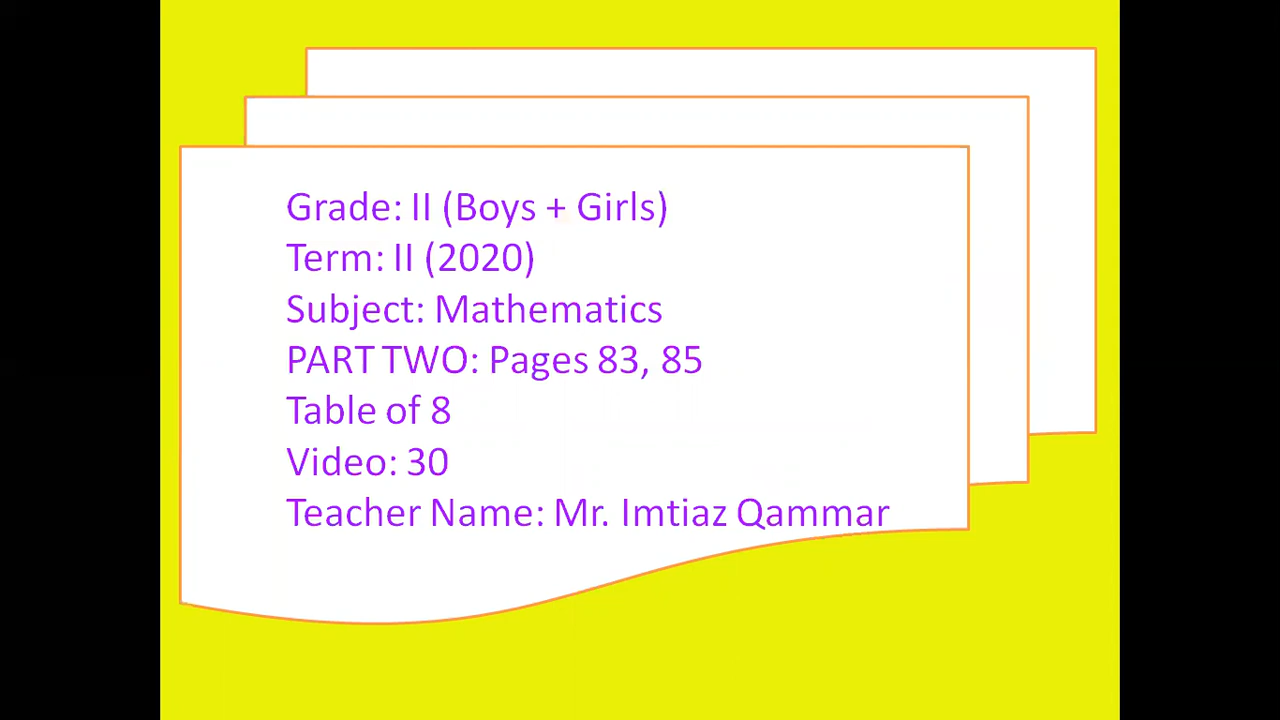 Grade: II (Boys + Girls)
Term: II (2020)
Subject: Mathematics
PART TWO: Pages 83, 85
Table of 8
Video: 30
Teacher Name: Mr. Imtiaz Qammar